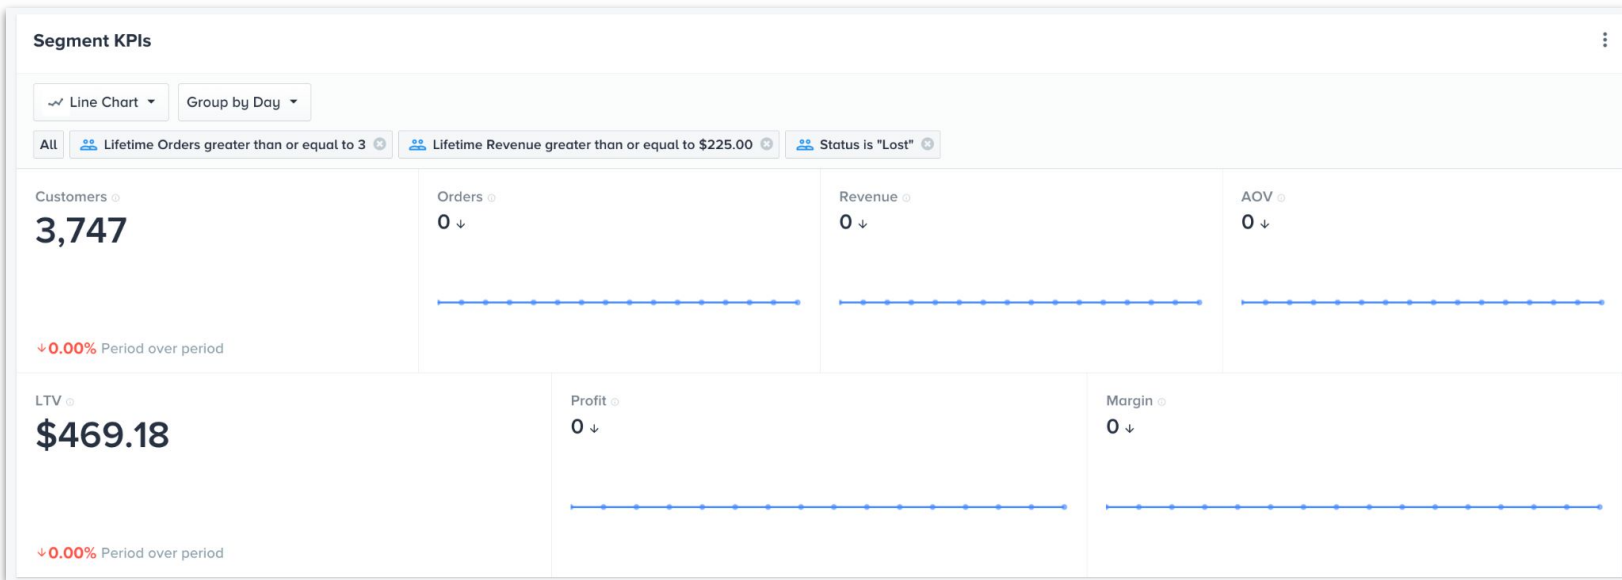 Segment KPIs
Line Chart
Group by Day
All
Lifetime Orders greater than or equal to 3
Lifetime Revenue greater than or equal to $225.00
Status is "Lost"
Customers
3,747
↓0.00% Period over period
Orders
0 ↓
Revenue
0 ↓
AOV
0 ↓
LTV
$469.18
↓0.00% Period over period
Profit
0 ↓
Margin
0 ↓